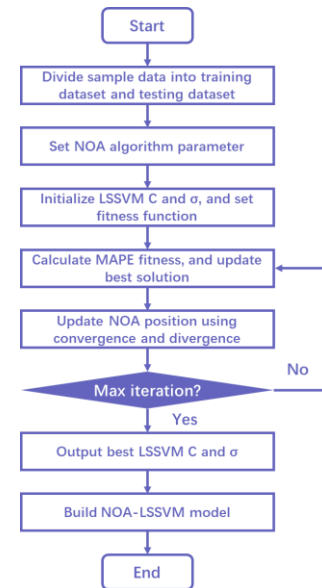 Start
Divide sample data into training
dataset and testing dataset
Set NOA algorithm parameter
Initialize LSSVM C and σ, and set
fitness function
Calculate MAPE fitness, and update
best solution
Update NOA position using
convergence and divergence
Max iteration?
No
Yes
Output best LSSVM C and σ
Build NOA-LSSVM model
End